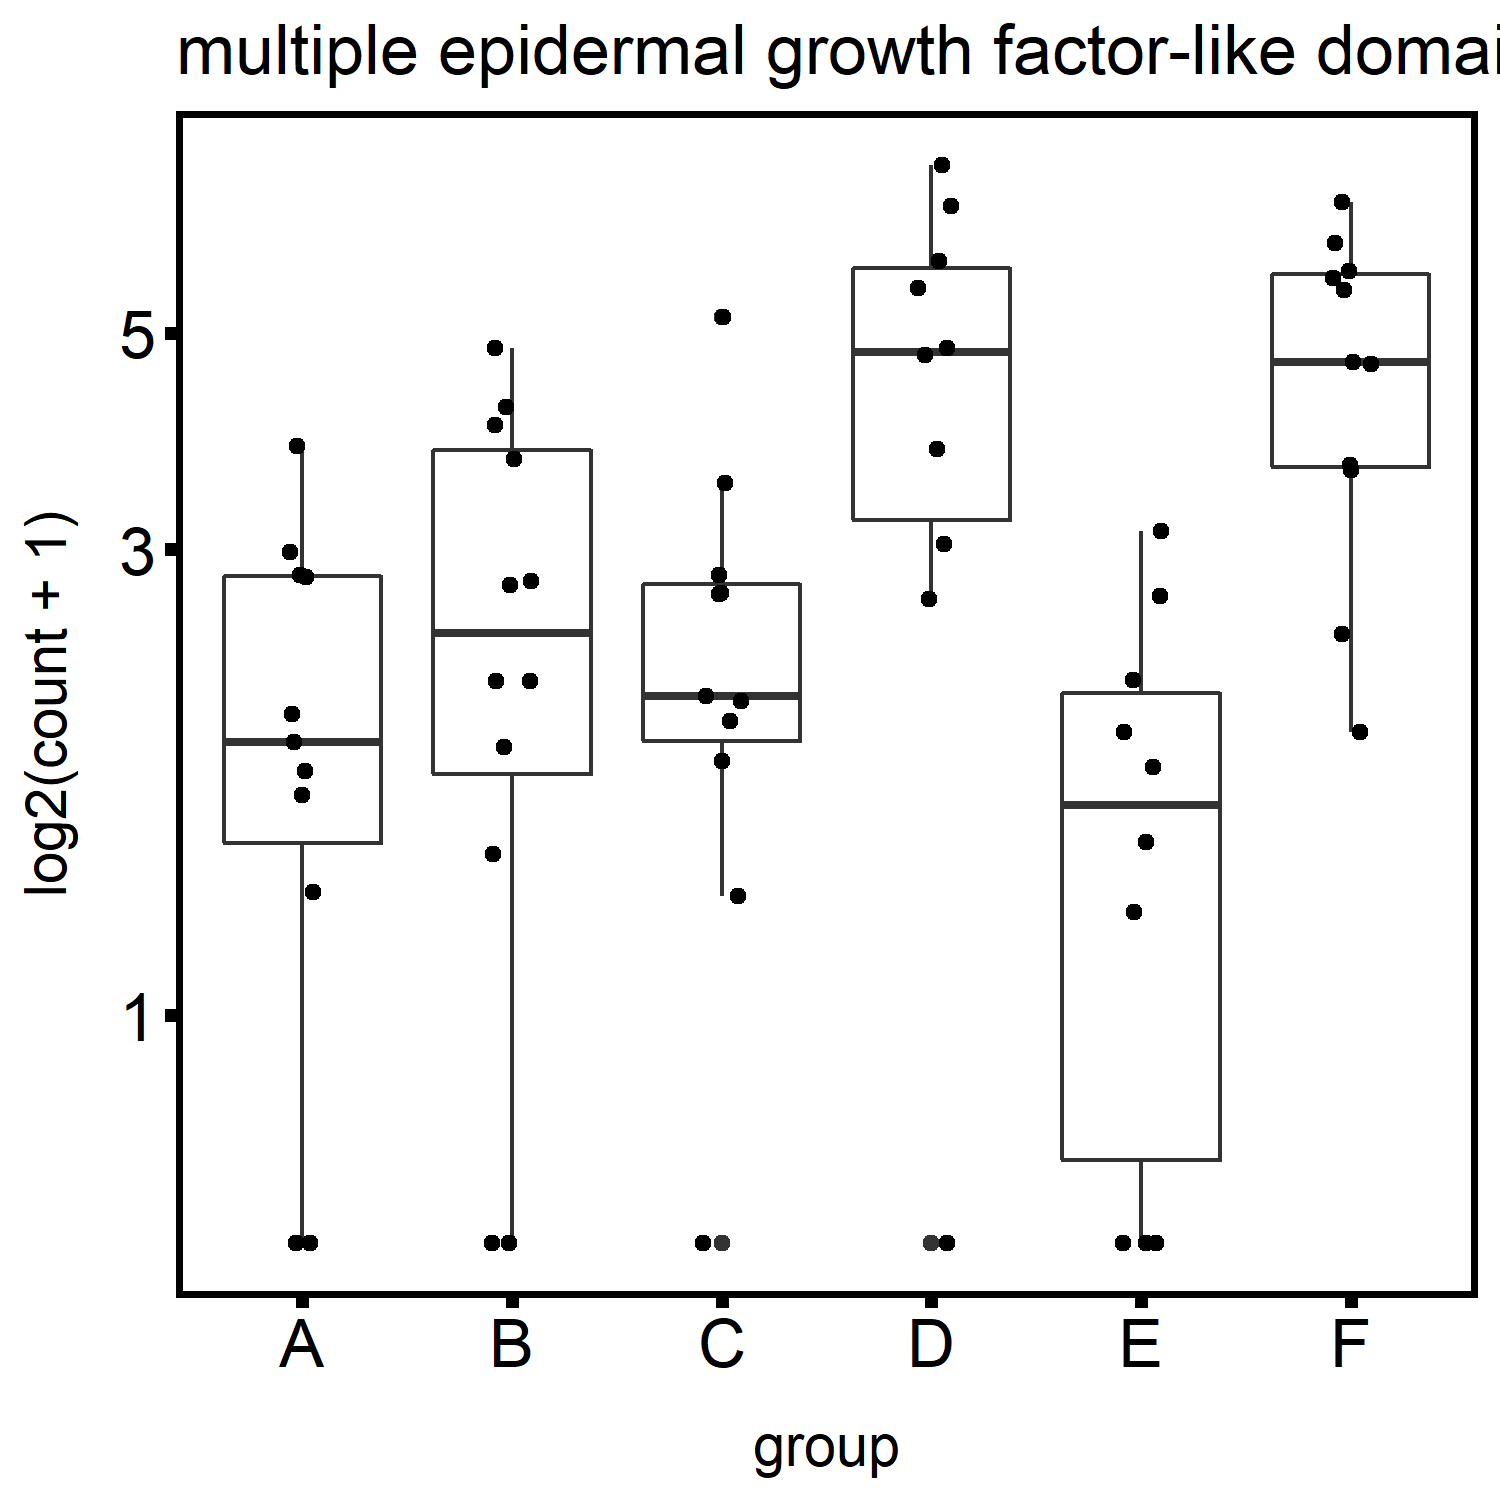 multiple epidermal growth factor-like domai
log2(count + 1)
5
3
1
A B C D E F
group